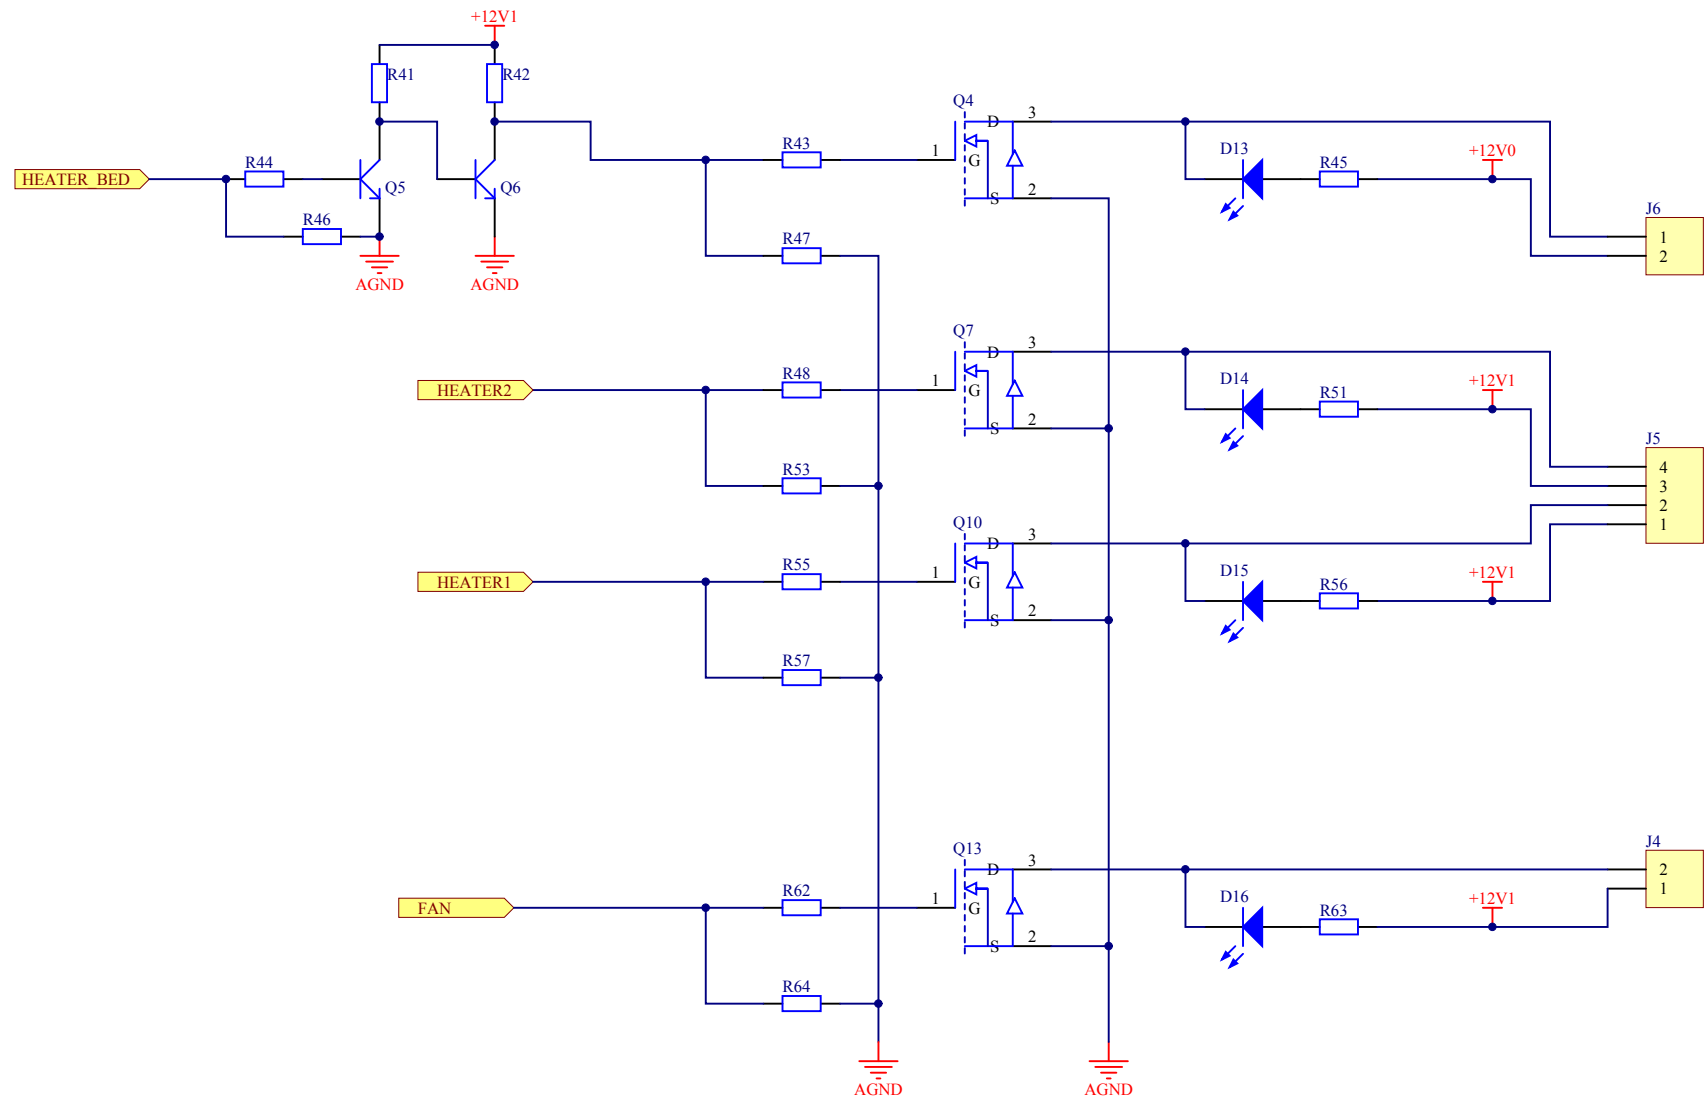 +12V1
R41
R42
Q4
3
D
R43
1
G
D13
R45
+12V0
R44
HEATER_BED
Q5
Q6
2
S
J6
R46
1
R47
2
AGND
AGND
Q7
3
D
R48
1
G
D14
R51
+12V1
HEATER2
2
S
J5
R53
4
3
Q10
2
3
D
1
R55
1
G
D15
R56
+12V1
HEATER1
2
S
R57
Q13
3
D
J4
2
R62
1
G
D16
R63
+12V1
1
FAN
2
S
R64
AGND
AGND